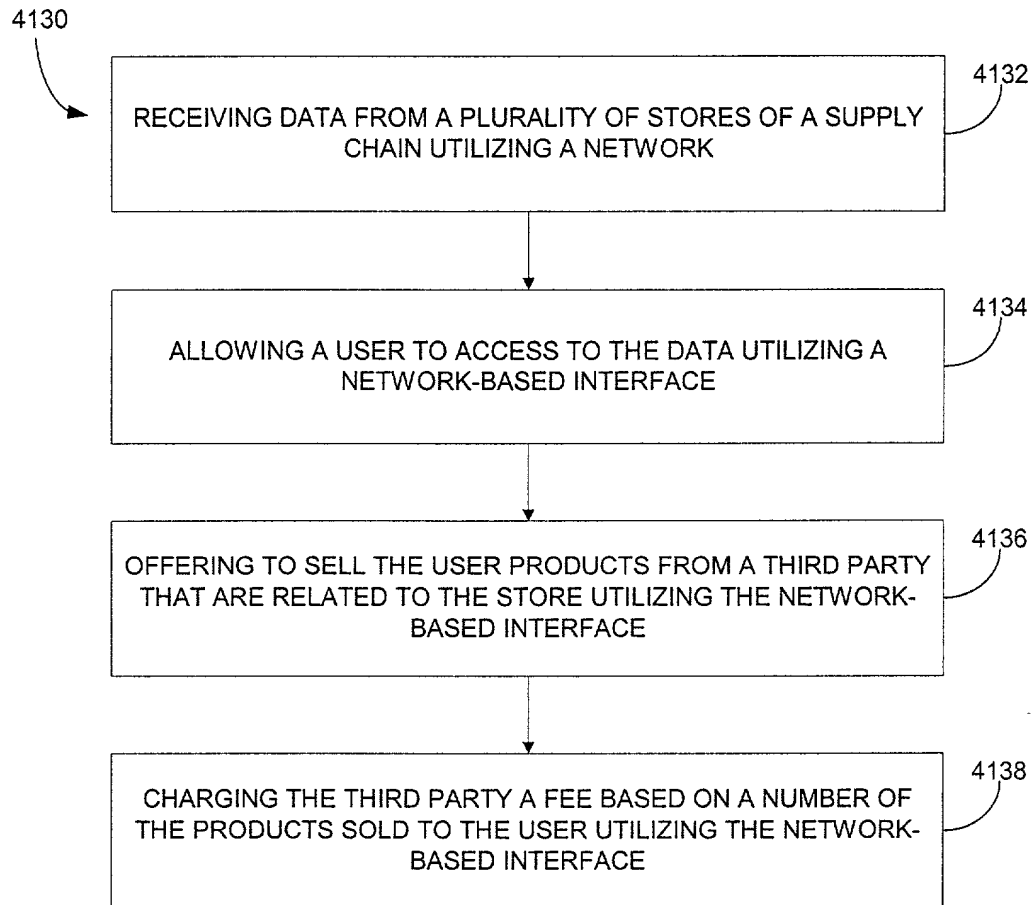 4130
4132
RECEIVING DATA FROM A PLURALITY OF STORES OF A SUPPLY
CHAIN UTILIZING A NETWORK
4134
ALLOWING A USER TO ACCESS TO THE DATA UTILIZING A
NETWORK-BASED INTERFACE
4136
OFFERING TO SELL THE USER PRODUCTS FROM A THIRD PARTY
THAT ARE RELATED TO THE STORE UTILIZING THE NETWORK-
BASED INTERFACE
4138
CHARGING THE THIRD PARTY A FEE BASED ON A NUMBER OF
THE PRODUCTS SOLD TO THE USER UTILIZING THE NETWORK-
BASED INTERFACE